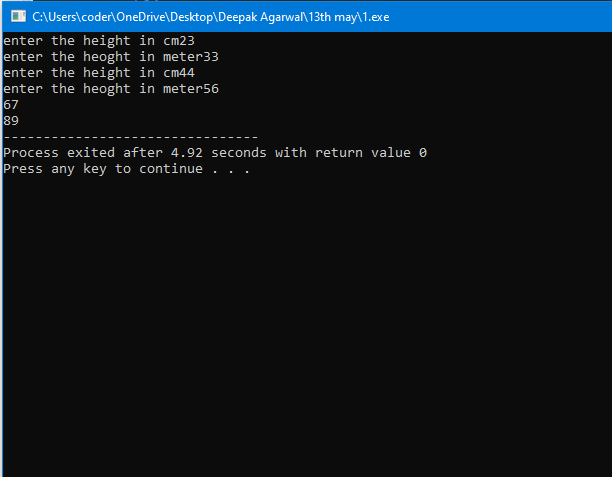 C:\Users\coder\OneDrive\Desktop\Deepak Agarwal\13th may\1.exe
enter the height in cm23
enter the heoght in meter33
enter the height in cm44
enter the heoght in meter56
67
89
--------------------------------
Process exited after 4.92 seconds with return value 0
Press any key to continue . . .